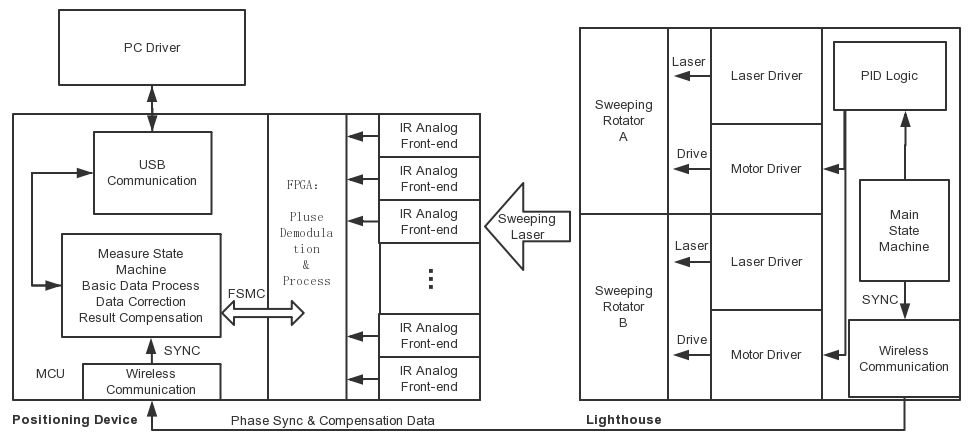 PC Driver
USB
Communication
Measure State
Machine
Basic Data Process
Data Correction
Result Compensation
FSMC
SYNC
MCU
Wireless
Communication
Positioning Device
FPGA:
Pluse
Demodula
tion
&
Process
IR Analog
Front-end
IR Analog
Front-end
IR Analog
Front-end
IR Analog
Front-end
IR Analog
Front-end
Sweeping
Laser
Sweeping
Rotator
A
Laser
Laser Driver
Drive
Motor Driver
Sweeping
Rotator
B
Laser
Laser Driver
Drive
Motor Driver
PID Logic
Main
State
Machine
SYNC
Wireless
Communication
Lighthouse
Phase Sync & Compensation Data